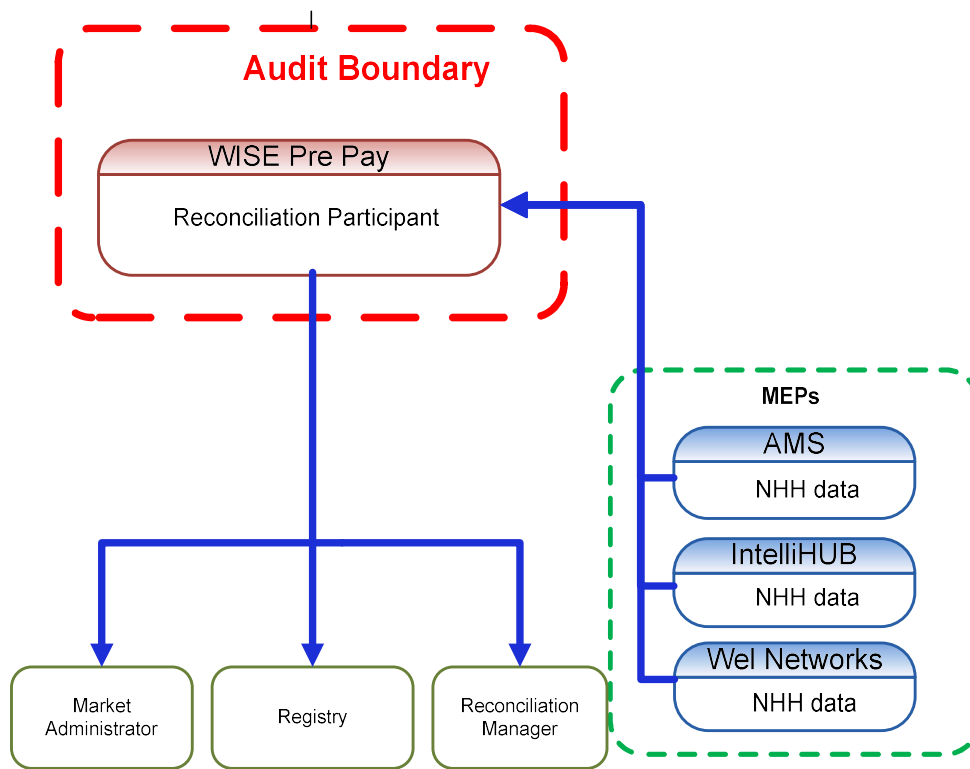 Audit Boundary
WISE Pre Pay
Reconciliation Participant
MEPs
AMS
NHH data
IntelliHUB
NHH data
Wel Networks
NHH data
Market
Administrator
Registry
Reconciliation
Manager